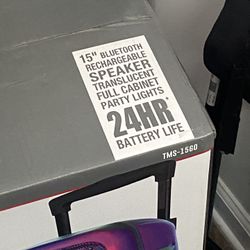 15" BLUETOOTH
RECHARGEABLE
SPEAKER
TRANSLUCENT
FULL CABINET
PARTY LIGHTS
24HR*
BATTERY LIFE
TMS-1560